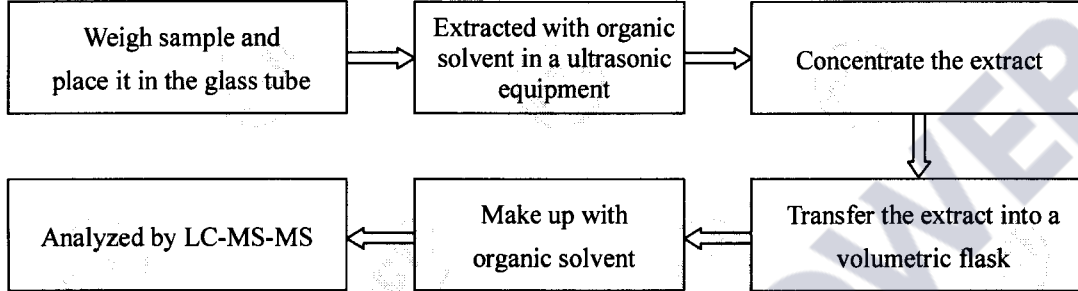 Weigh sample and
place it in the glass tube
Extracted with organic
solvent in a ultrasonic
equipment
Concentrate the extract
Transfer the extract into a
volumetric flask
Make up with
organic solvent
Analyzed by LC-MS-MS